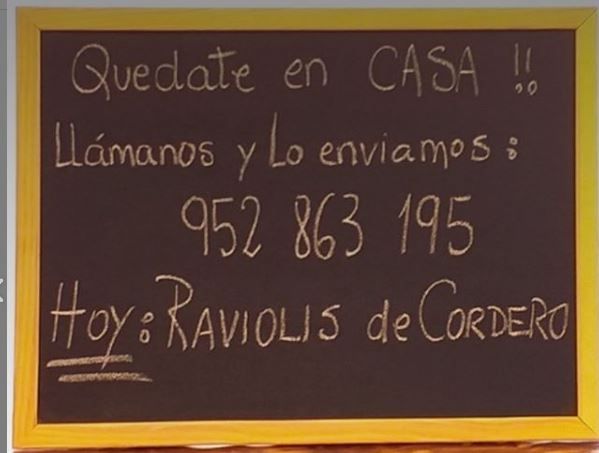 Quedate en CASA !!
Llámanos y Lo enviamos:
952 863 195
Hoy: RAVIOLIS de CORDERO